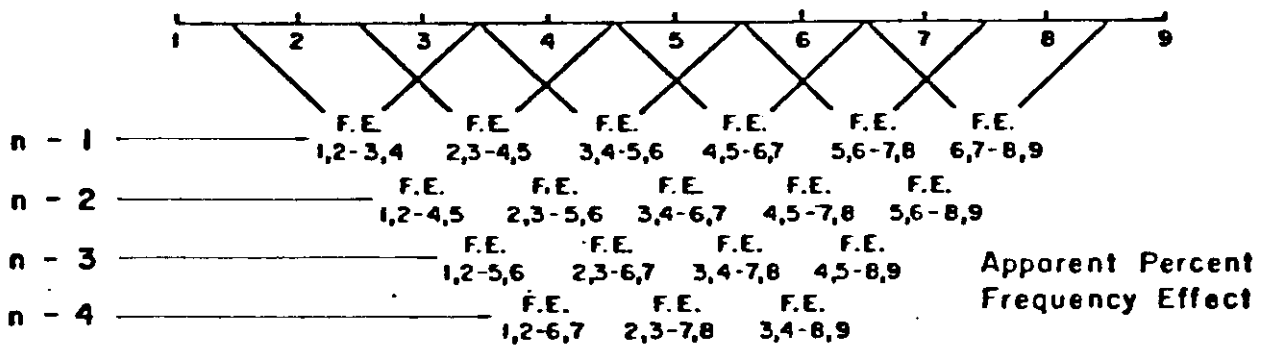 1 2 3 4 5 6 7 8 9
F.E. F.E. F.E. F.E. F.E. F.E.
n - 1 1,2-3,4 2,3-4,5 3,4-5,6 4,5-6,7 5,6-7,8 6,7-8,9
F.E. F.E. F.E. F.E. F.E.
n - 2 1,2-4,5 2,3-5,6 3,4-6,7 4,5-7,8 5,6-8,9
F.E. F.E. F.E. F.E.
n - 3 1,2-5,6 2,3-6,7 3,4-7,8 4,5-8,9
Apparent Percent
Frequency Effect
F.E. F.E. F.E.
n - 4 1,2-6,7 2,3-7,8 3,4-8,9